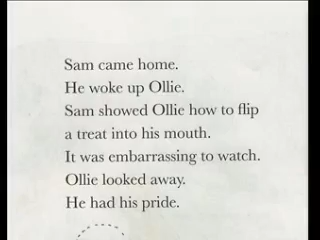 Sam came home.
He woke up Ollie.
Sam showed Ollie how to flip
a treat into his mouth.
It was embarrassing to watch.
Ollie looked away.
He had his pride.